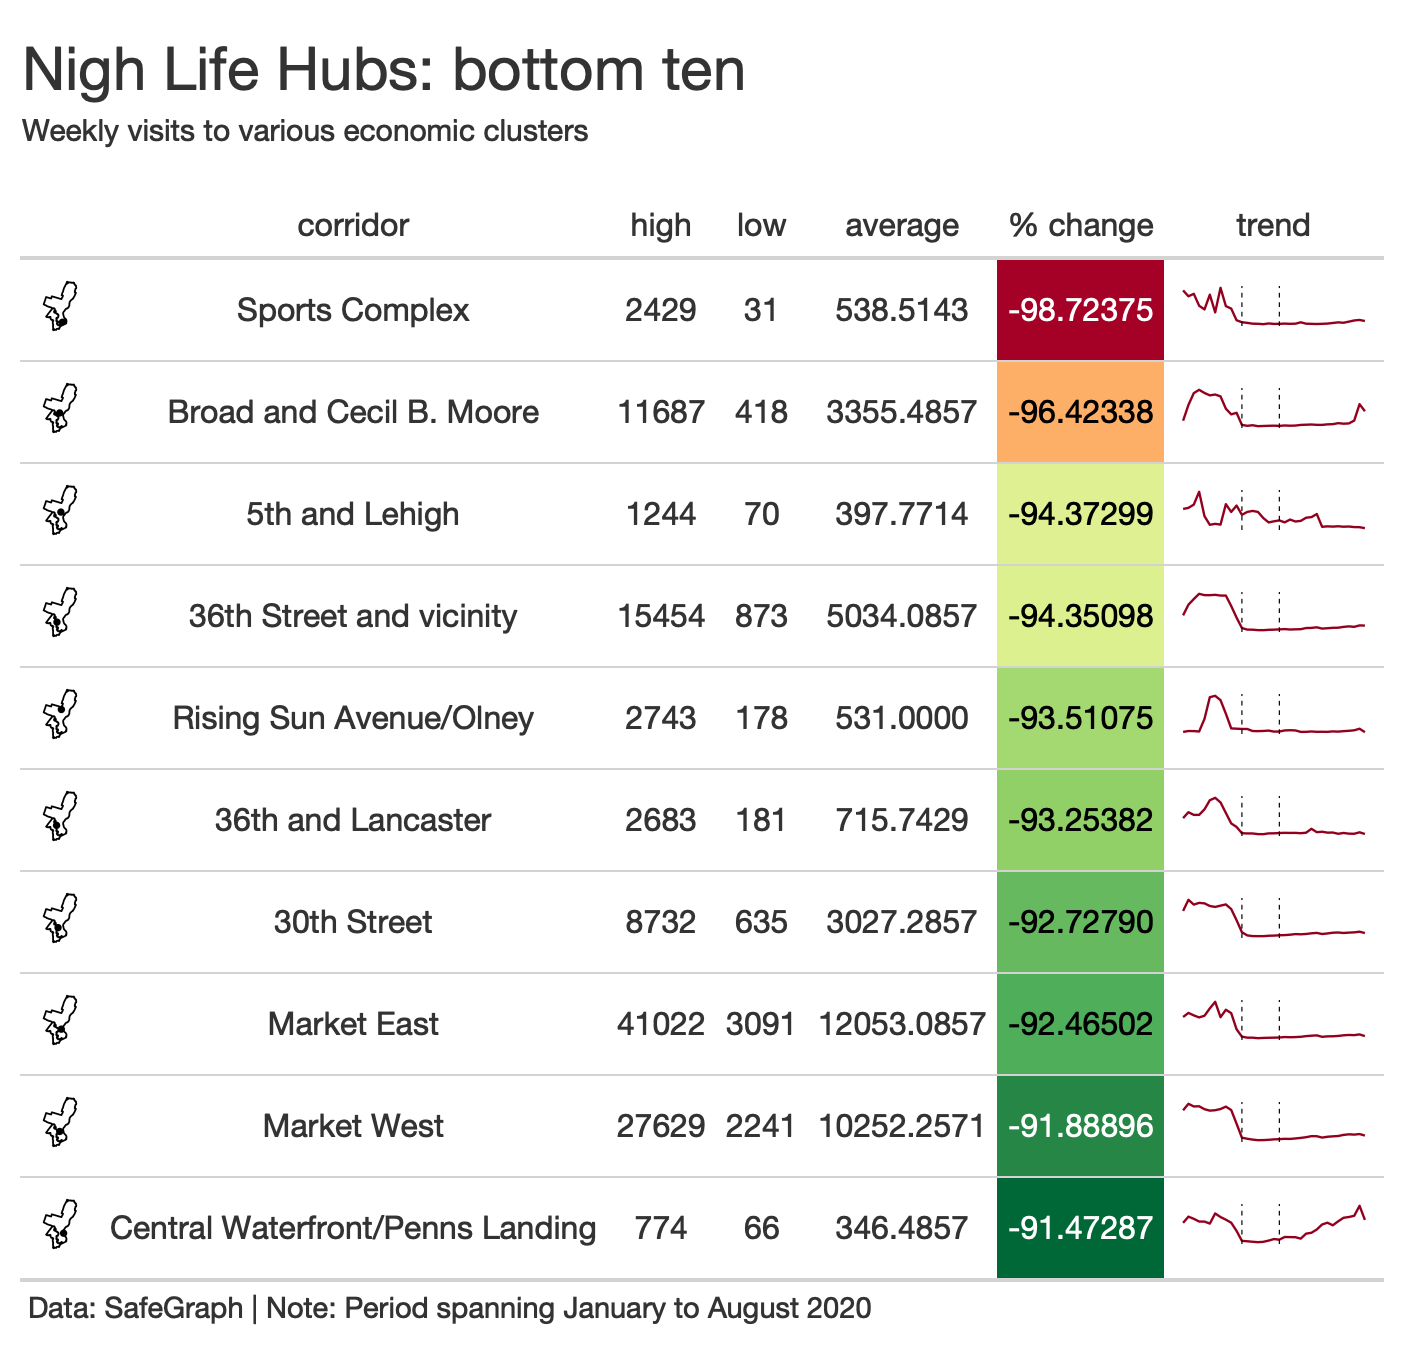 Nigh Life Hubs: bottom ten
Weekly visits to various economic clusters
corridor high low average % change trend
Sports Complex 2429 31 538.5143 -98.72375
Broad and Cecil B. Moore 11687 418 3355.4857 -96.42338
5th and Lehigh 1244 70 397.7714 -94.37299
36th Street and vicinity 15454 873 5034.0857 -94.35098
Rising Sun Avenue/Olney 2743 178 531.0000 -93.51075
36th and Lancaster 2683 181 715.7429 -93.25382
30th Street 8732 635 3027.2857 -92.72790
Market East 41022 3091 12053.0857 -92.46502
Market West 27629 2241 10252.2571 -91.88896
Central Waterfront/Penns Landing 774 66 346.4857 -91.47287
Data: SafeGraph | Note: Period spanning January to August 2020